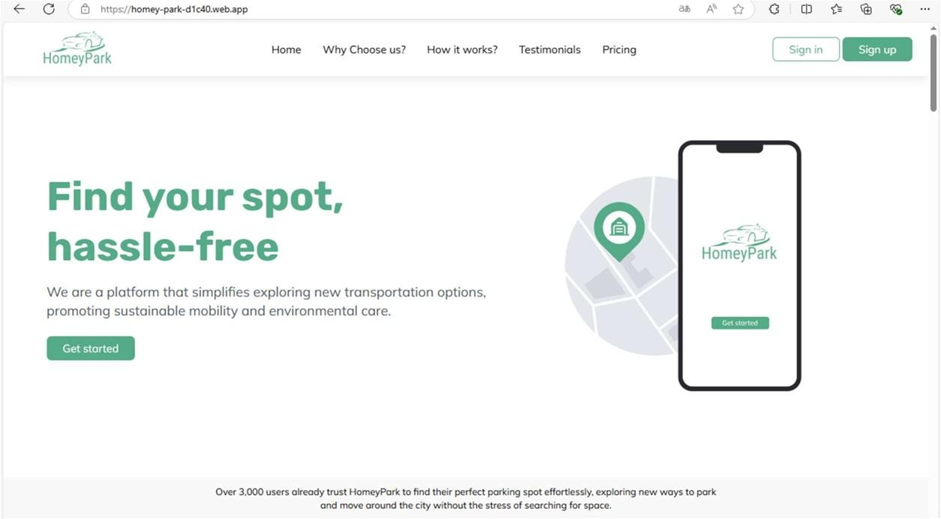 https://homey-park-d1c40.web.app
HomeyPark
Home
Why Choose us?
How it works?
Testimonials
Pricing
Sign in
Sign up
Find your spot,
hassle-free
We are a platform that simplifies exploring new transportation options,
promoting sustainable mobility and environmental care.
Get started
HomeyPark
Get started
Over 3,000 users already trust HomeyPark to find their perfect parking spot effortlessly, exploring new ways to park
and move around the city without the stress of searching for space.